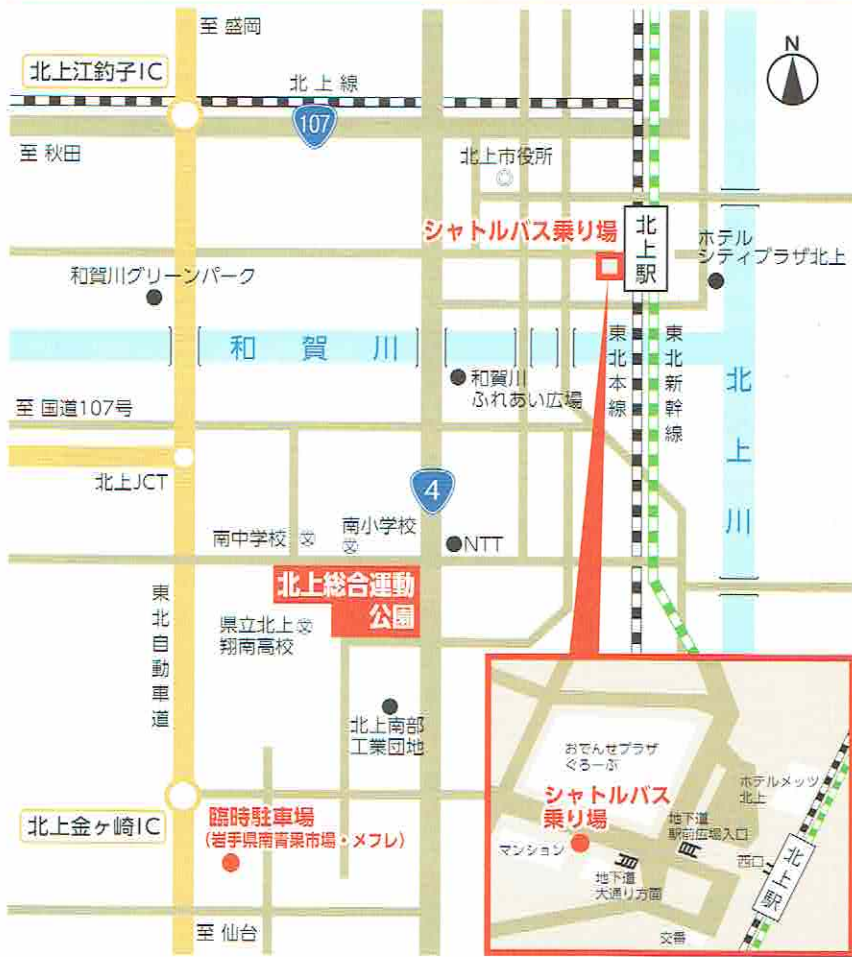 至 盛岡
N
北上江釣子IC
北上線
107
至 秋田
北上市役所
シャトルバス乗り場
北上駅
ホテル
シティプラザ北上
和賀川グリーンパーク
和賀川
東北本線
東北新幹線
北上川
和賀川
ふれあい広場
至 国道107号
北上JCT
4
南中学校
文
南小学校
文
NTT
北上総合運動
公園
東北自動車道
県立北上
翔南高校
文
北上南部
工業団地
北上金ヶ崎IC
臨時駐車場
(岩手県南青果市場・メフレ)
至 仙台
おでんせプラザ
ぐろーぶ
シャトルバス
乗り場
ホテルメッツ
北上
地下道
駅前広場入口
マンション
西口
北上駅
地下道
大通り方面
交番